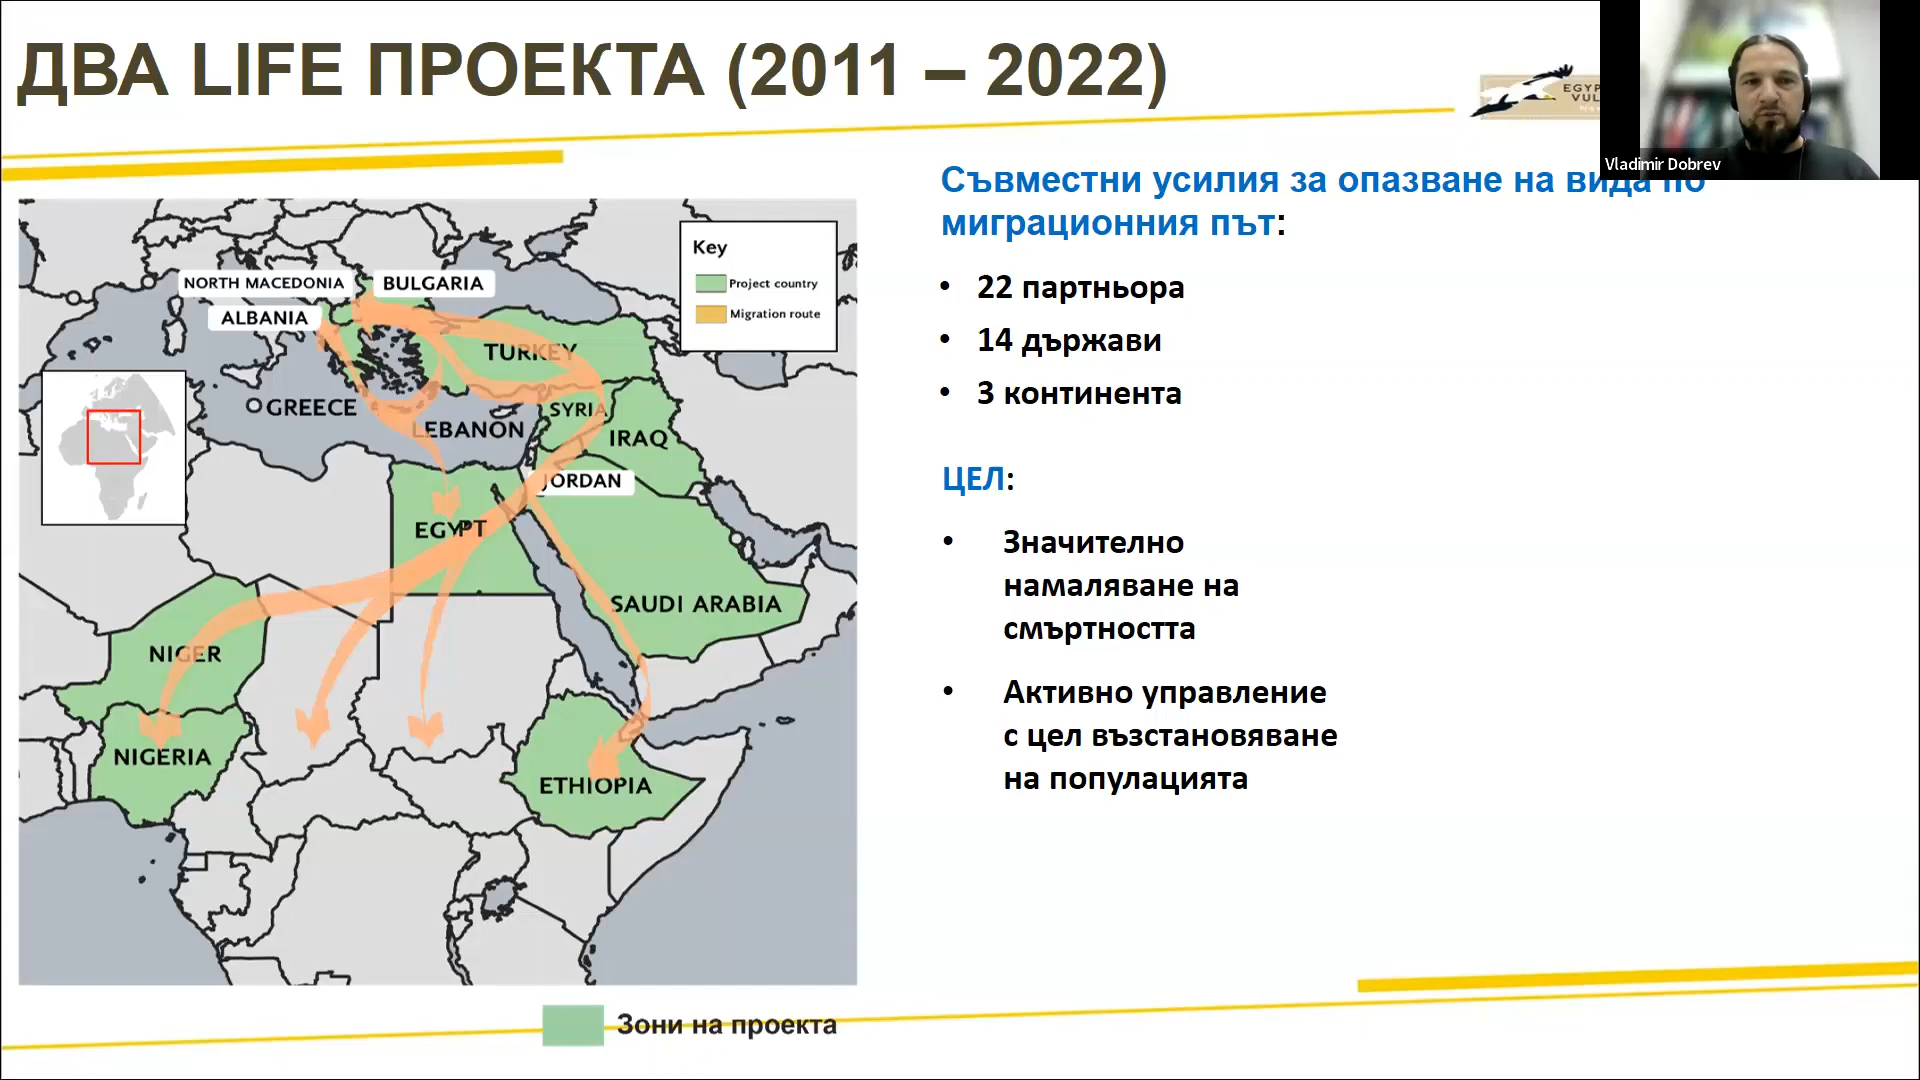 ДВА LIFE ПРОЕКТА (2011 – 2022)
Vladimir Dobrev
Съвместни усилия за опазване на вида по
миграционния път:
• 22 партньора
• 14 държави
• 3 континента
ЦЕЛ:
• Значително
намаляване на
смъртността
• Активно управление
с цел възстановяване
на популацията
Key
Project country
Migration route
NORTH MACEDONIA
BULGARIA
ALBANIA
TURKEY
GREECE
SYRIA
LEBANON
IRAQ
JORDAN
EGYPT
SAUDI ARABIA
NIGER
NIGERIA
ETHIOPIA
Зони на проекта